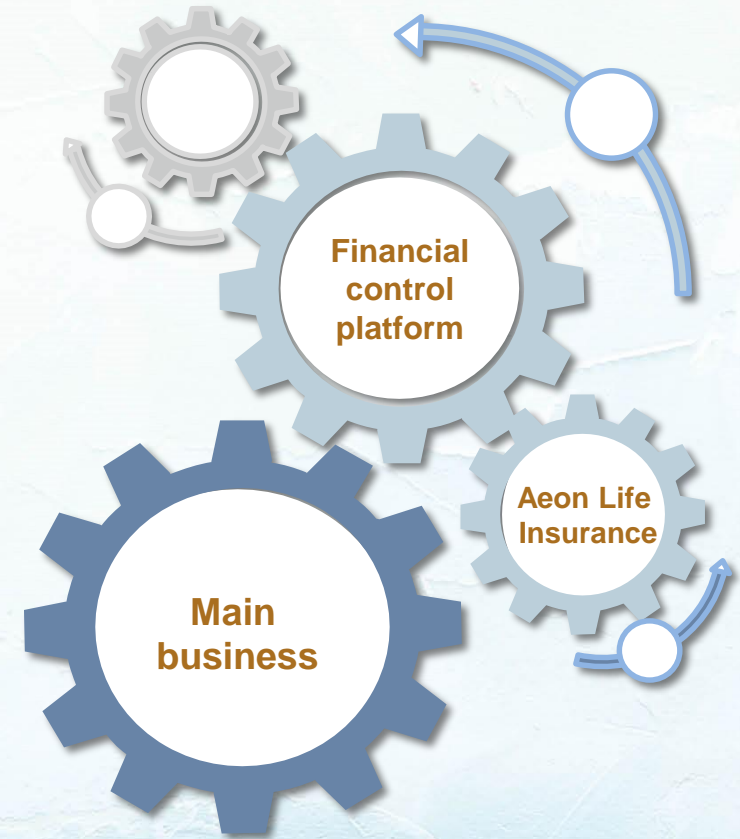 Financial
control
platform
Aeon Life
Insurance
Main
business